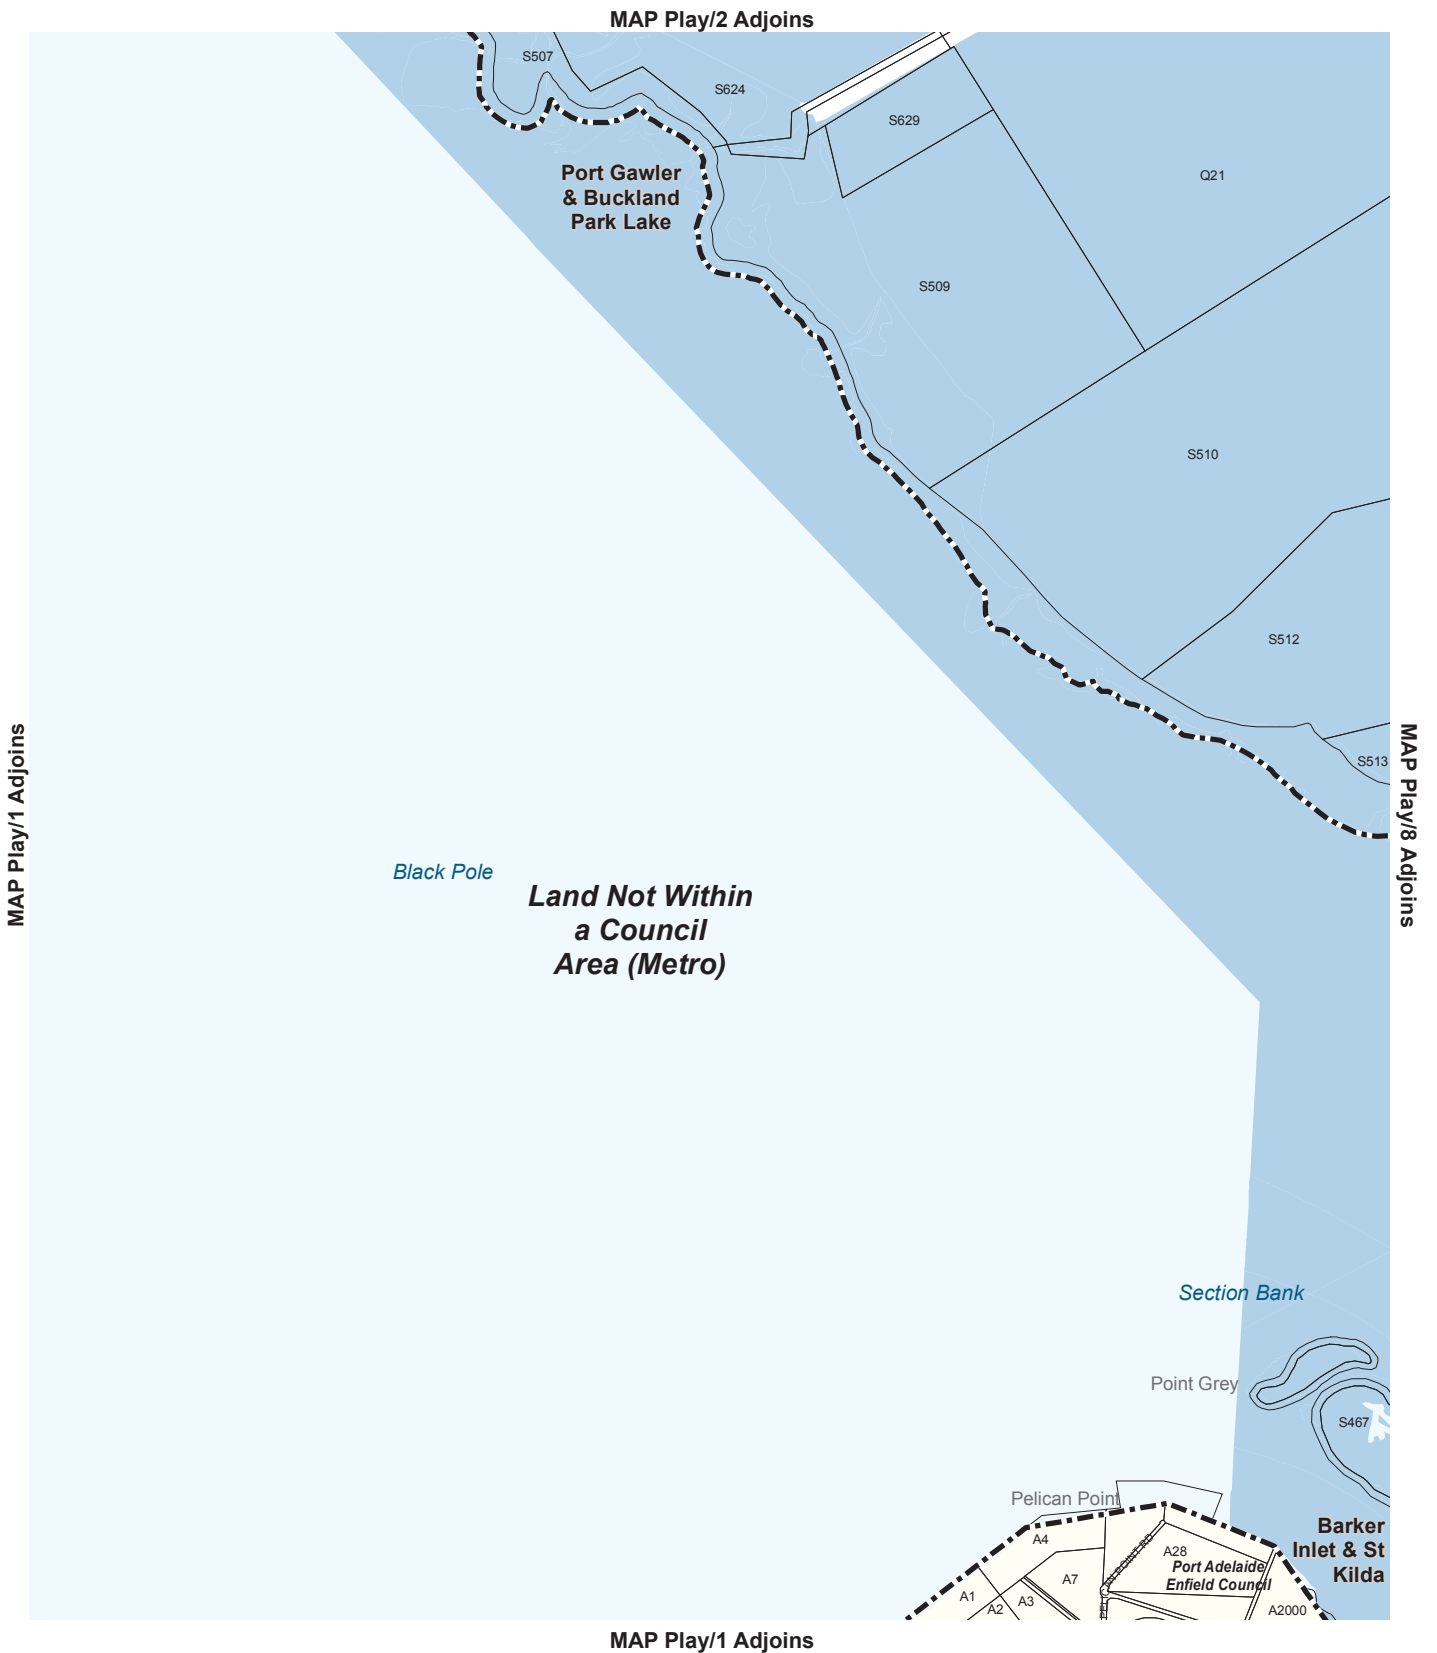 MAP Play/2 Adjoins
S507
S624
S629
Port Gawler
& Buckland
Park Lake
Q21
S509
S510
S512
S513
MAP Play/1 Adjoins
MAP Play/8 Adjoins
Black Pole
Land Not Within
a Council
Area (Metro)
Section Bank
Point Grey
S467
Pelican Point
Barker
Inlet & St
Kilda
A4
A28
POINT RD
Port Adelaide
Enfield Council
A7
A1
A2
A3
A2000
MAP Play/1 Adjoins